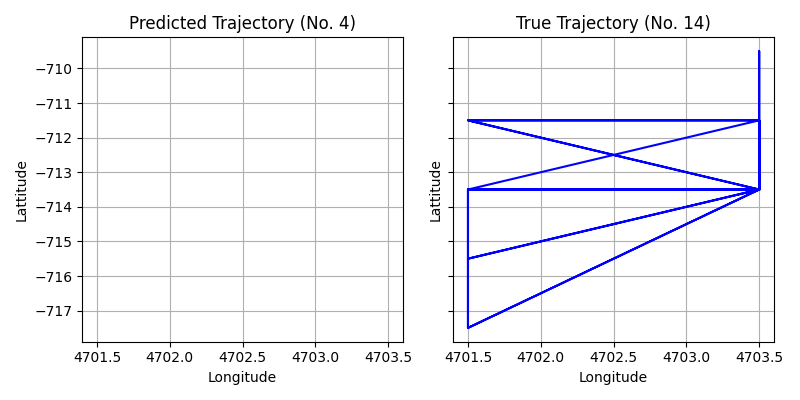 Predicted Trajectory (No. 4)
−710
−711
−712
−713
−714
−715
−716
−717
Lattitude
4701.5 4702.0 4702.5 4703.0 4703.5
Longitude
True Trajectory (No. 14)
Lattitude
4701.5 4702.0 4702.5 4703.0 4703.5
Longitude